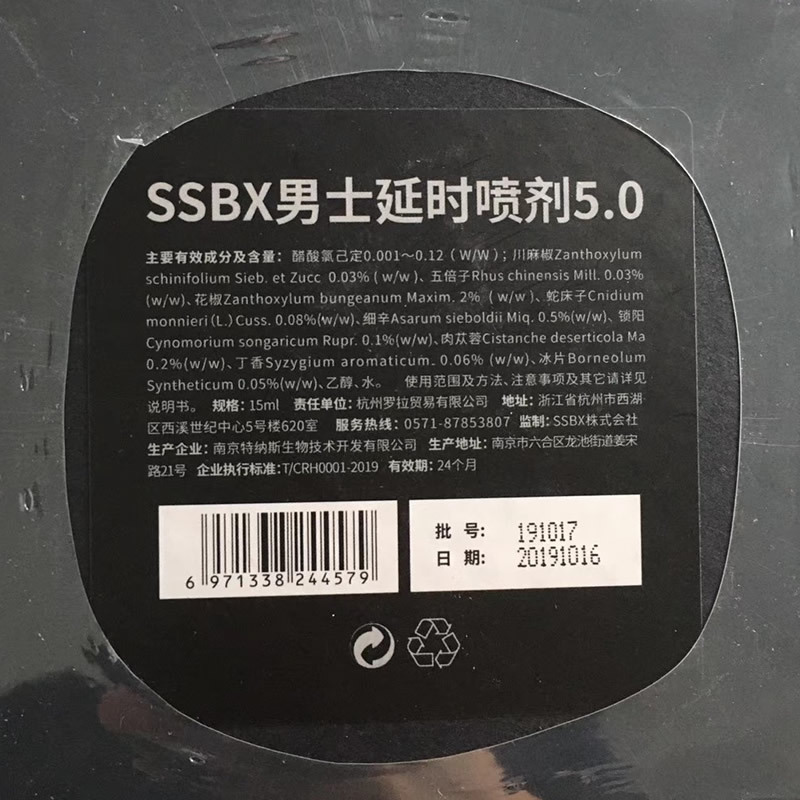 SSBX男士延时喷剂5.0
主要有效成分及含量：醋酸氯己定0.001～0.12（W/W）；川麻椒Zanthoxylum
schinifolium Sieb. et Zucc 0.03% ( w/w )、五倍子Rhus chinensis Mill. 0.03%
(w/w)、花椒Zanthoxylum bungeanum Maxim. 2% ( w/w )、蛇床子Cnidium
monnieri (L.) Cuss. 0.08%(w/w)、细辛Asarum sieboldii Miq. 0.5%(w/w)、锁阳
Cynomorium songaricum Rupr. 0.1%(w/w)、肉苁蓉Cistanche deserticola Ma
0.2%(w/w)、丁香Syzygium aromaticum. 0.06% (w/w)、冰片Borneolum
Syntheticum 0.05%(w/w)、乙醇、水。 使用范围及方法、注意事项及其它请详见
说明书。 规格：15ml 责任单位：杭州罗拉贸易有限公司 地址：浙江省杭州市西湖
区西溪世纪中心5号楼620室 服务热线：0571-87853807 监制：SSBX株式会社
生产企业：南京特纳斯生物技术开发有限公司 生产地址：南京市六合区龙池街道姜宋
路21号 企业执行标准：T/CRH0001-2019 有效期：24个月
批 号： 191017
日 期： 20191016
6 971338 244579